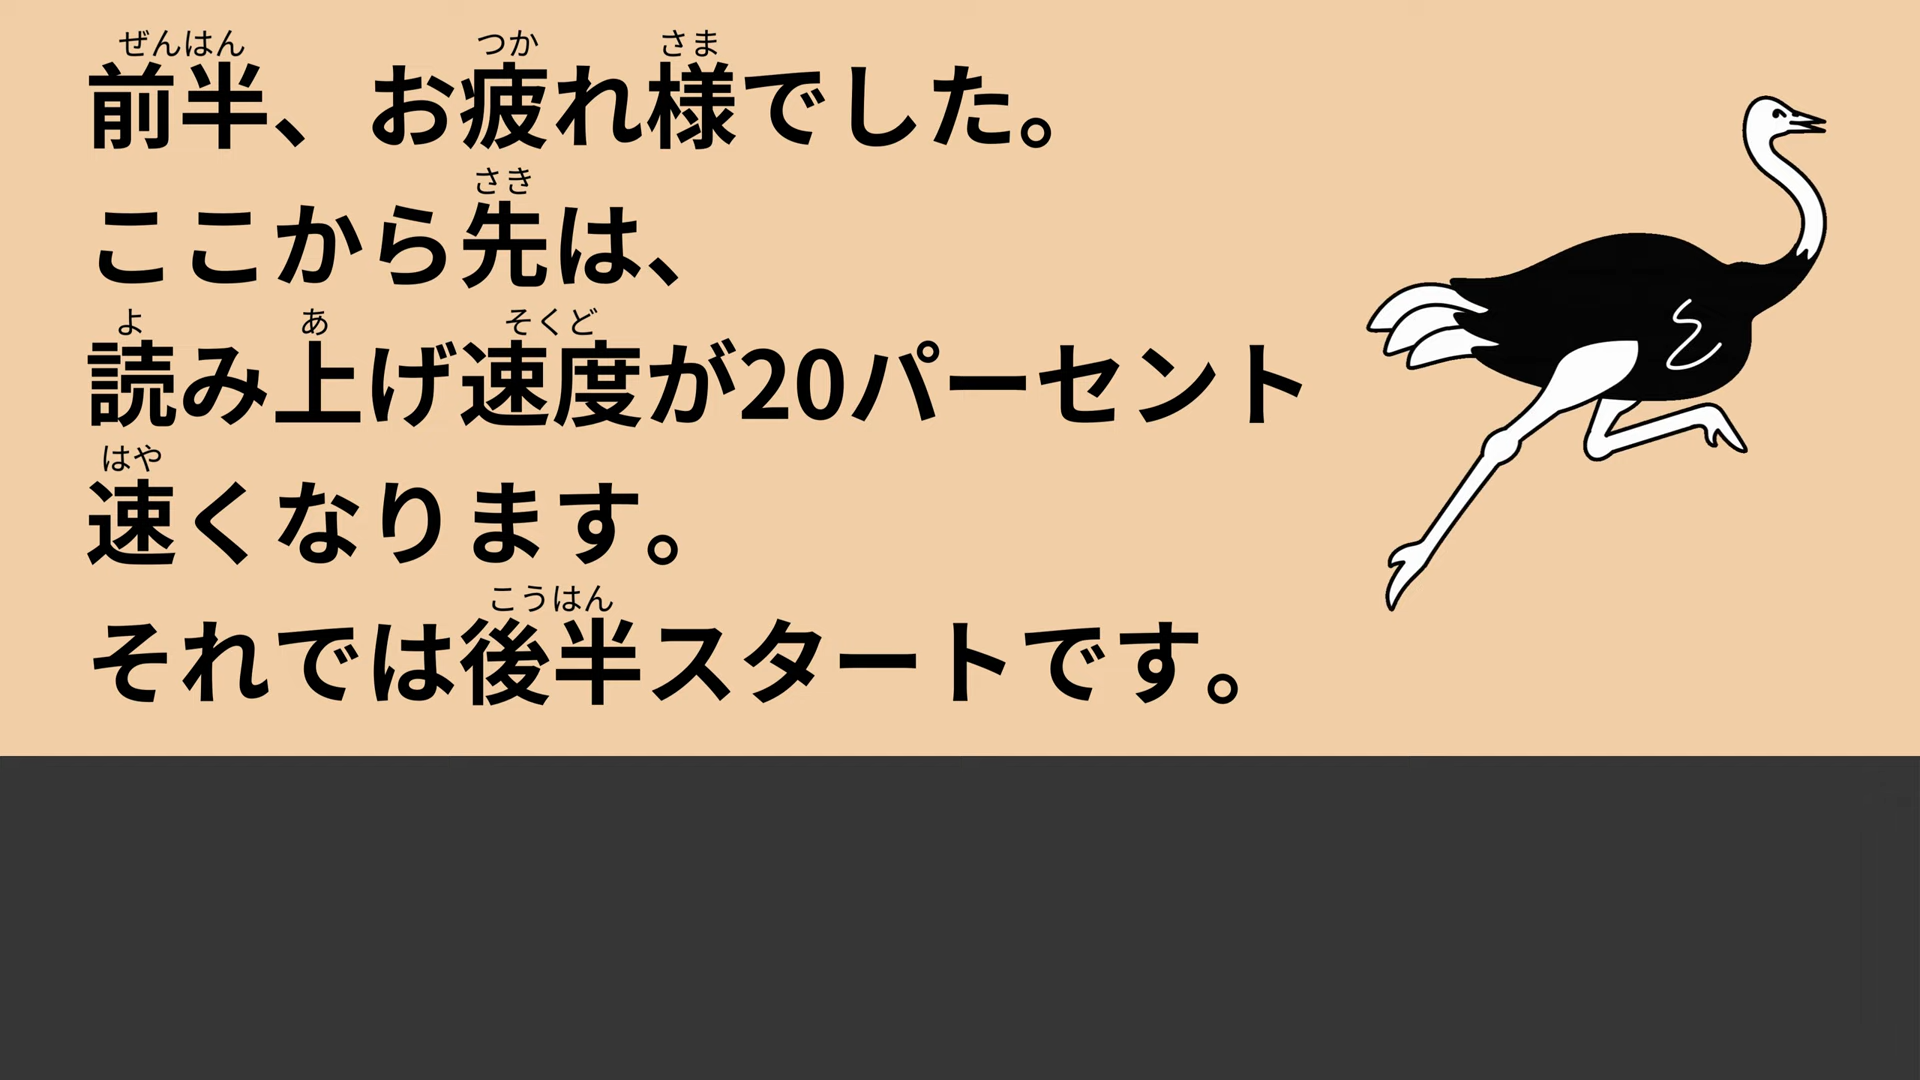 前半、お疲れ様でした。
ここから先は、
読み上げ速度が20パーセント
速くなります。
それでは後半スタートです。